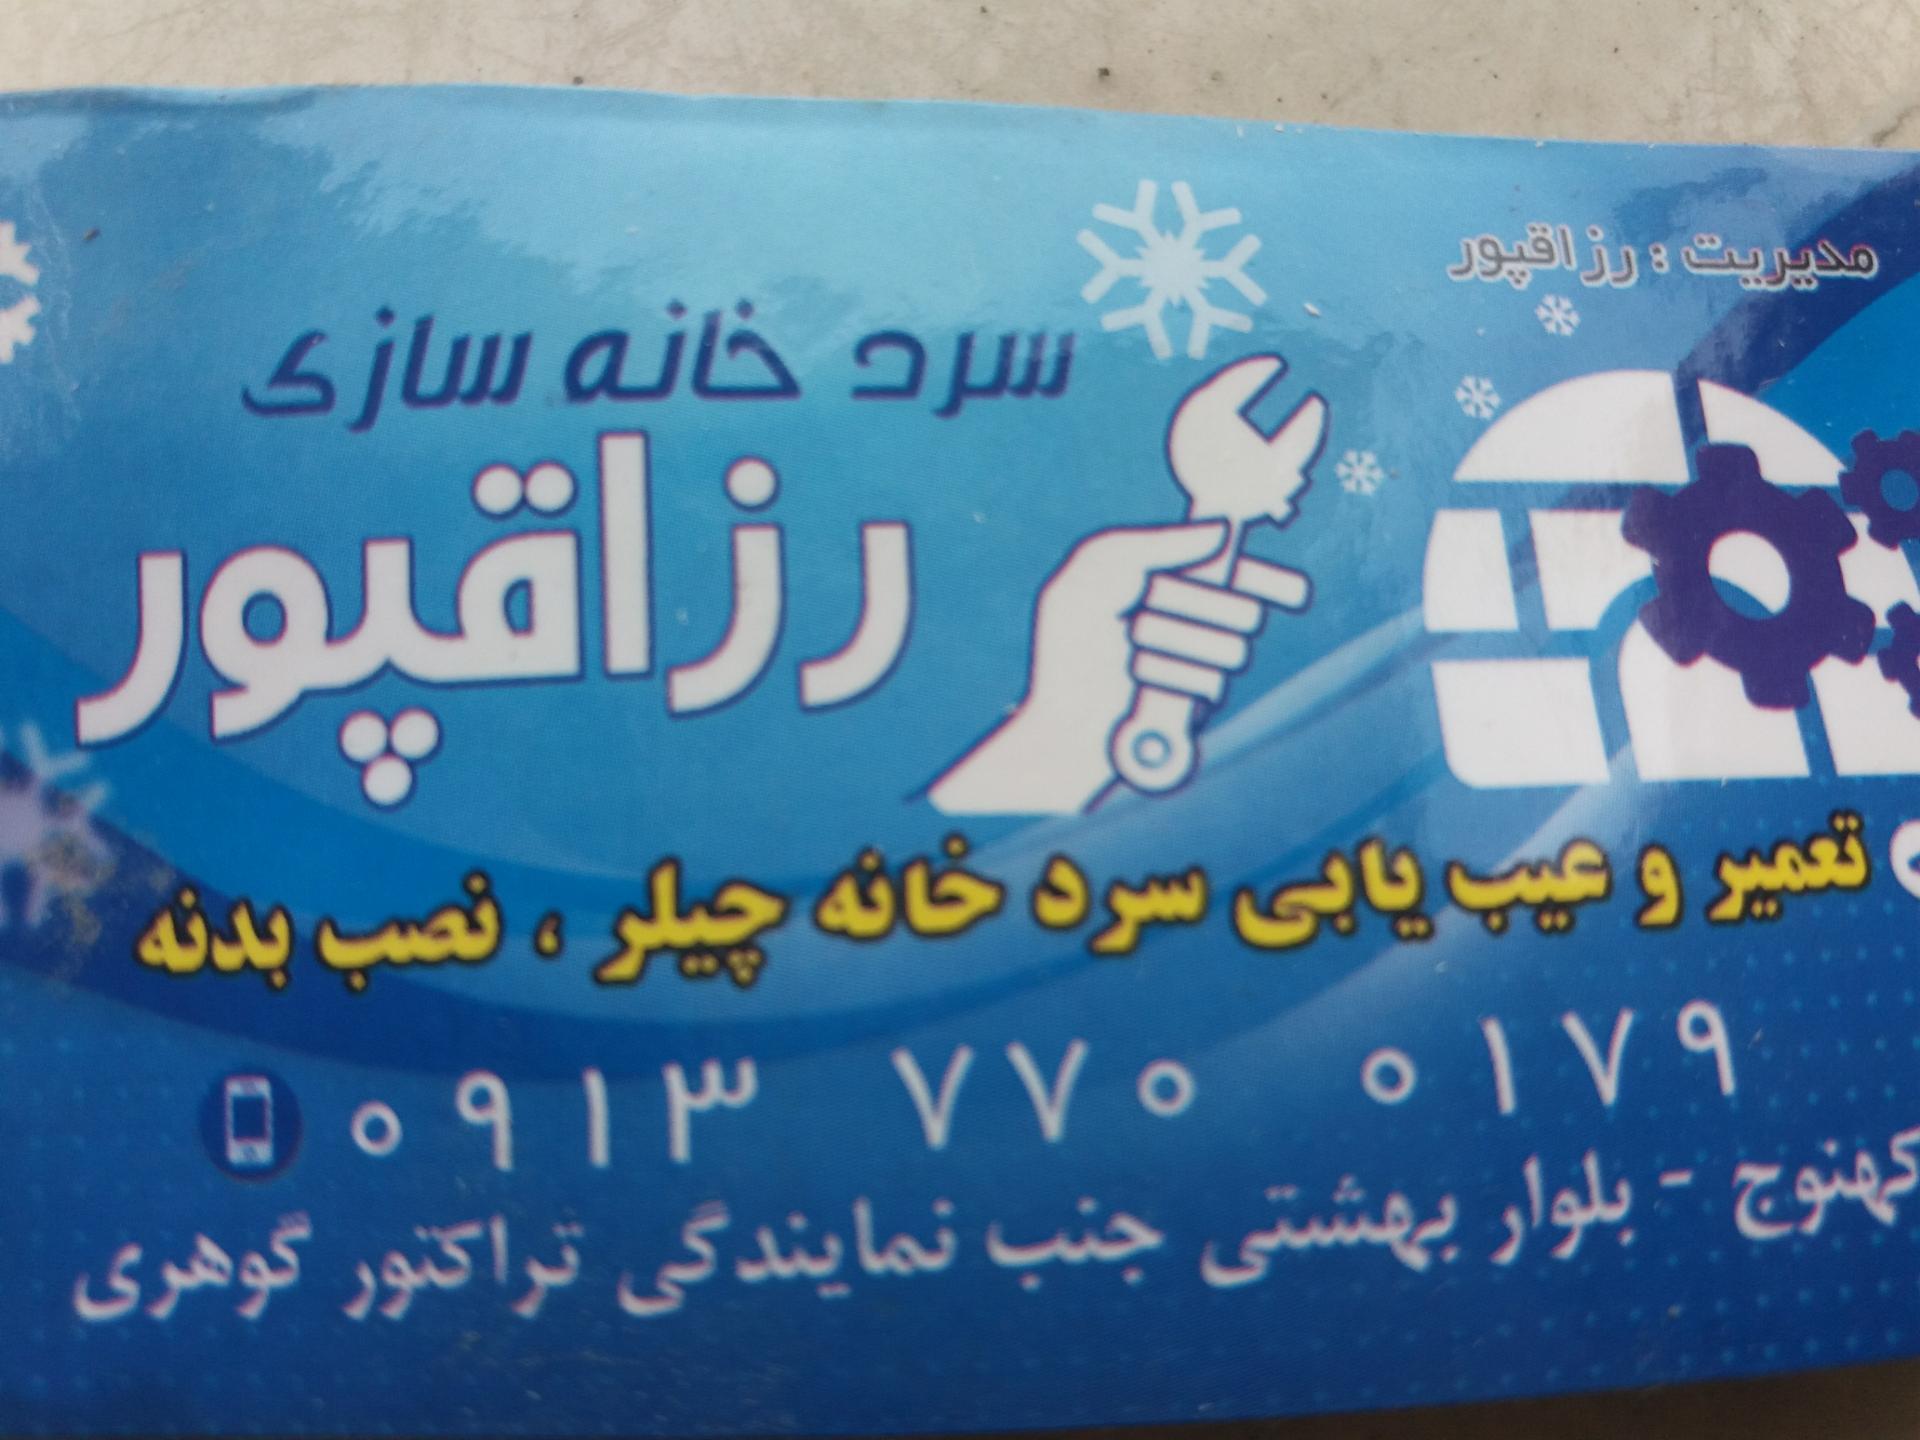 مدیریت : رزاقپور
سرد خانه سازی
رزاقپور
تعمیر و عیب یابی سرد خانه چیلر ، نصب بدنه
۰۹۱۳ ۷۷۰ ۰۱۷۹
کهنوج - بلوار بهشتی جنب نمایندگی تراکتور گوهری